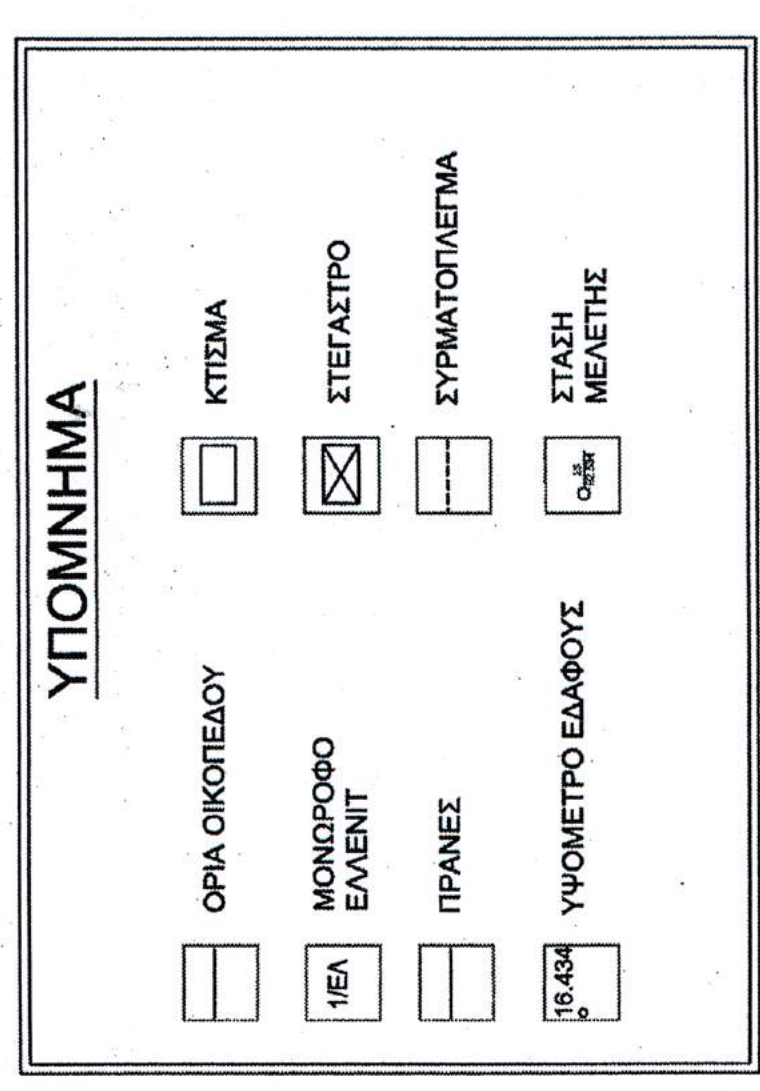 ΥΠΟΜΝΗΜΑ
ΟΡΙΑ ΟΙΚΟΠΕΔΟΥ
1/ΕΛ
ΜΟΝΩΡΟΦΟ
ΕΛΛΕΝΙΤ
ΠΡΑΝΕΣ
16.434
ΥΨΟΜΕΤΡΟ ΕΔΑΦΟΥΣ
ΚΤΙΣΜΑ
ΣΤΕΓΑΣΤΡΟ
ΣΥΡΜΑΤΟΠΛΕΓΜΑ
ΣΤΑΣΗ
ΜΕΛΕΤΗΣ